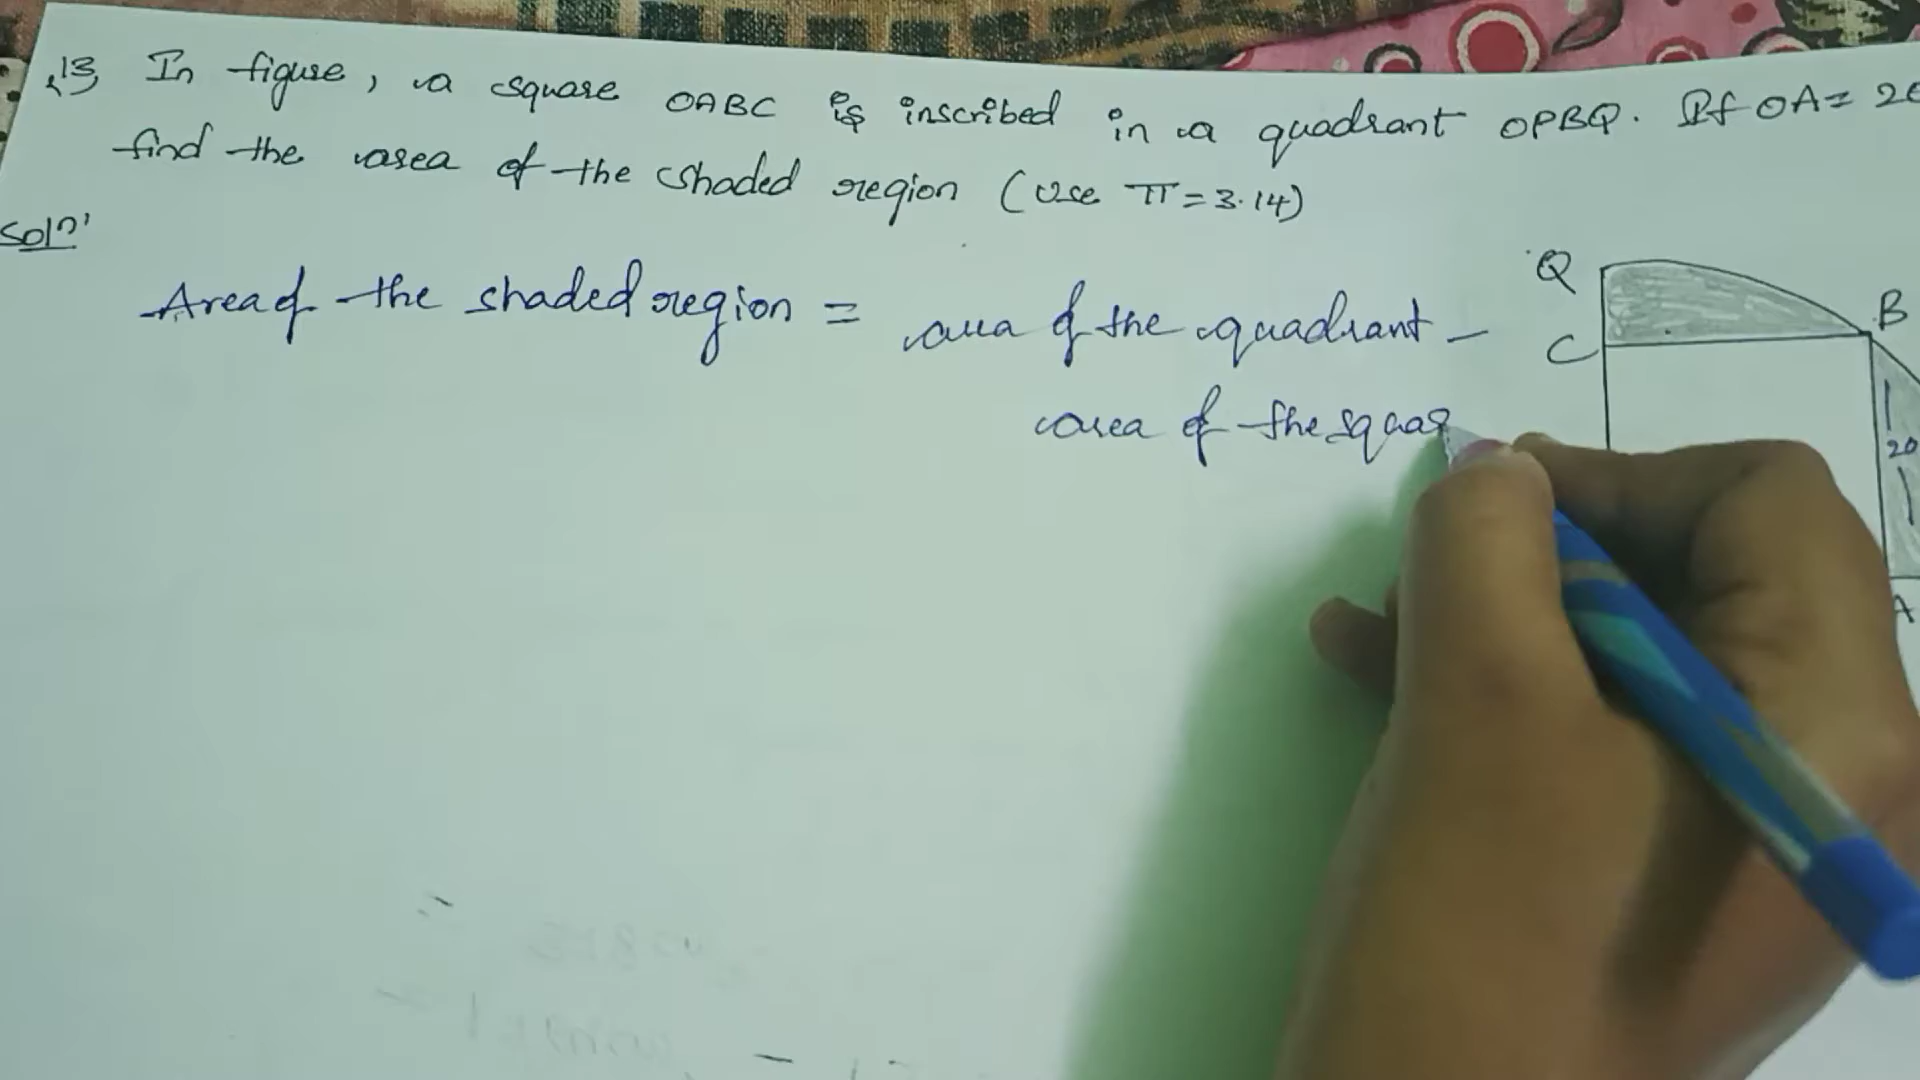 13, In figure, a square OABC is inscribed in a quadrant OPBQ. If OA = 20
find the area of the shaded region (Use π = 3.14)
Soln'
Area of the shaded region = area of the quadrant –
area of the squar
Q
B
C
20
A